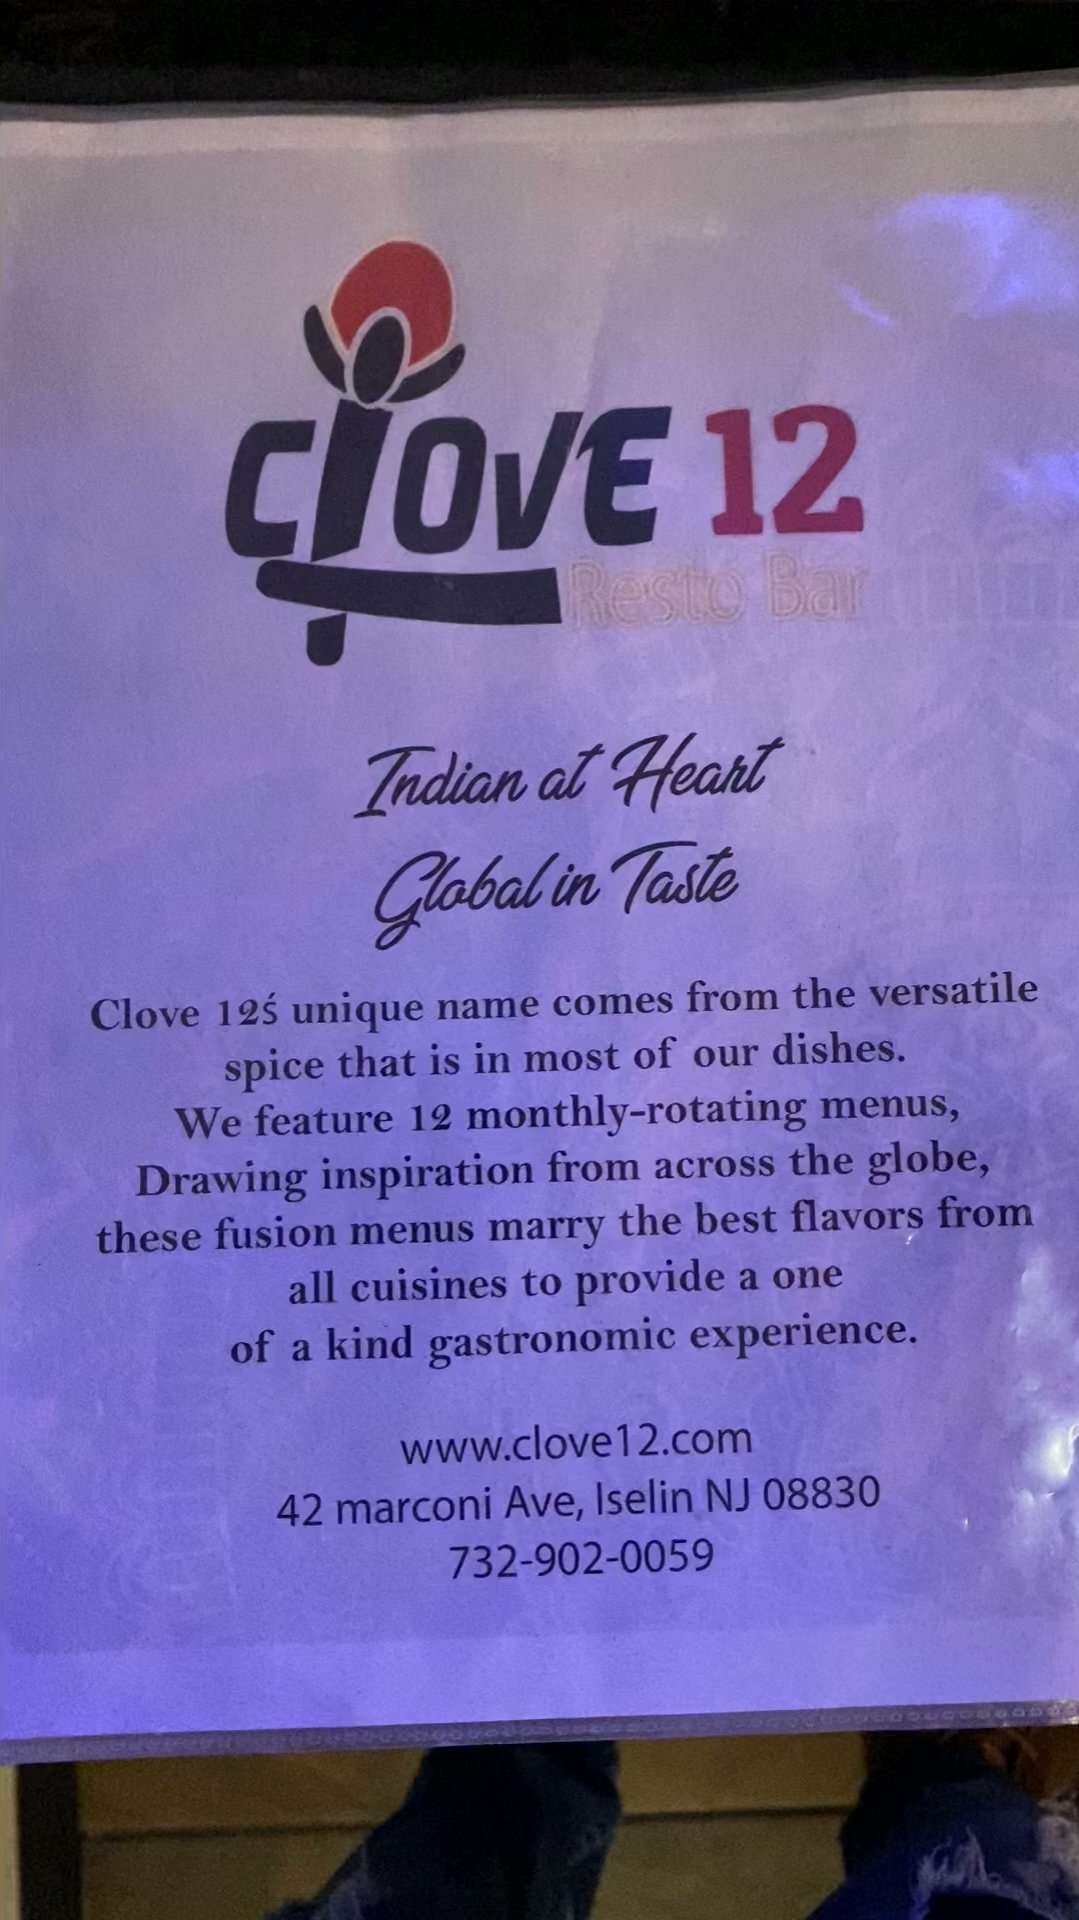 Clove 12
Resto Bar
Indian at Heart
Global in Taste
Clove 12ś unique name comes from the versatile
spice that is in most of our dishes.
We feature 12 monthly-rotating menus,
Drawing inspiration from across the globe,
these fusion menus marry the best flavors from
all cuisines to provide a one
of a kind gastronomic experience.
www.clove12.com
42 marconi Ave, Iselin NJ 08830
732-902-0059